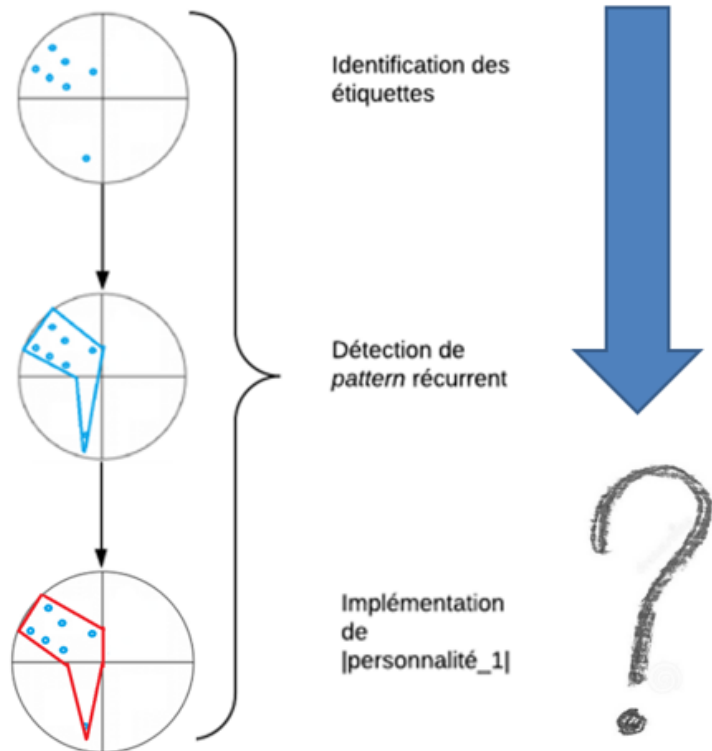 Identification des
étiquettes
Détection de
pattern récurrent
Implémentation
de
|personnalité_1|
?